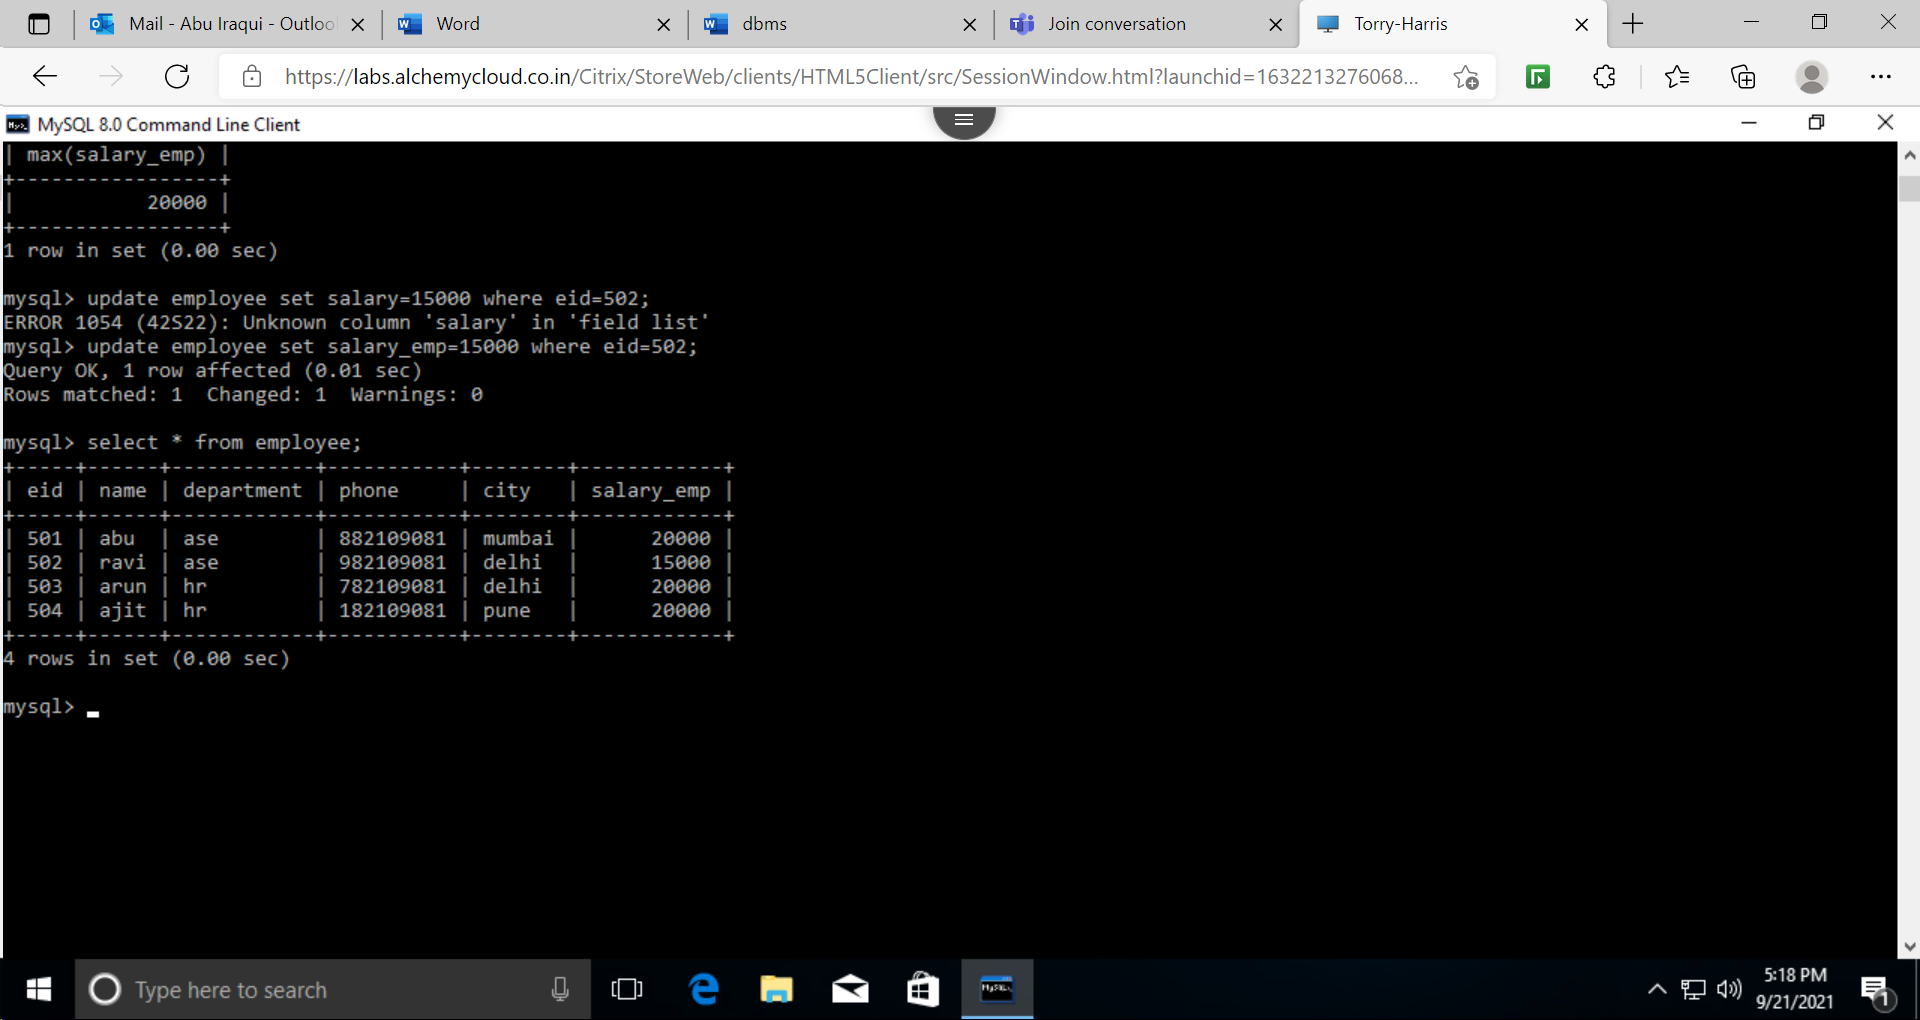 Mail - Abu Iraqui - Outloo
Word
dbms
Join conversation
Torry-Harris
https://labs.alchemycloud.co.in/Citrix/StoreWeb/clients/HTML5Client/src/SessionWindow.html?launchid=1632213276068...
MySQL 8.0 Command Line Client
| max(salary_emp) |
+-----------------+
|           20000 |
+-----------------+
1 row in set (0.00 sec)
mysql> update employee set salary=15000 where eid=502;
ERROR 1054 (42S22): Unknown column 'salary' in 'field list'
mysql> update employee set salary_emp=15000 where eid=502;
Query OK, 1 row affected (0.01 sec)
Rows matched: 1  Changed: 1  Warnings: 0
mysql> select * from employee;
+-----+------+------------+-----------+--------+------------+
| eid | name | department | phone     | city   | salary_emp |
+-----+------+------------+-----------+--------+------------+
| 501 | abu  | ase        | 882109081 | mumbai |      20000 |
| 502 | ravi | ase        | 982109081 | delhi  |      15000 |
| 503 | arun | hr         | 782109081 | delhi  |      20000 |
| 504 | ajit | hr         | 182109081 | pune   |      20000 |
+-----+------+------------+-----------+--------+------------+
4 rows in set (0.00 sec)
mysql> _
Type here to search
5:18 PM
9/21/2021
1